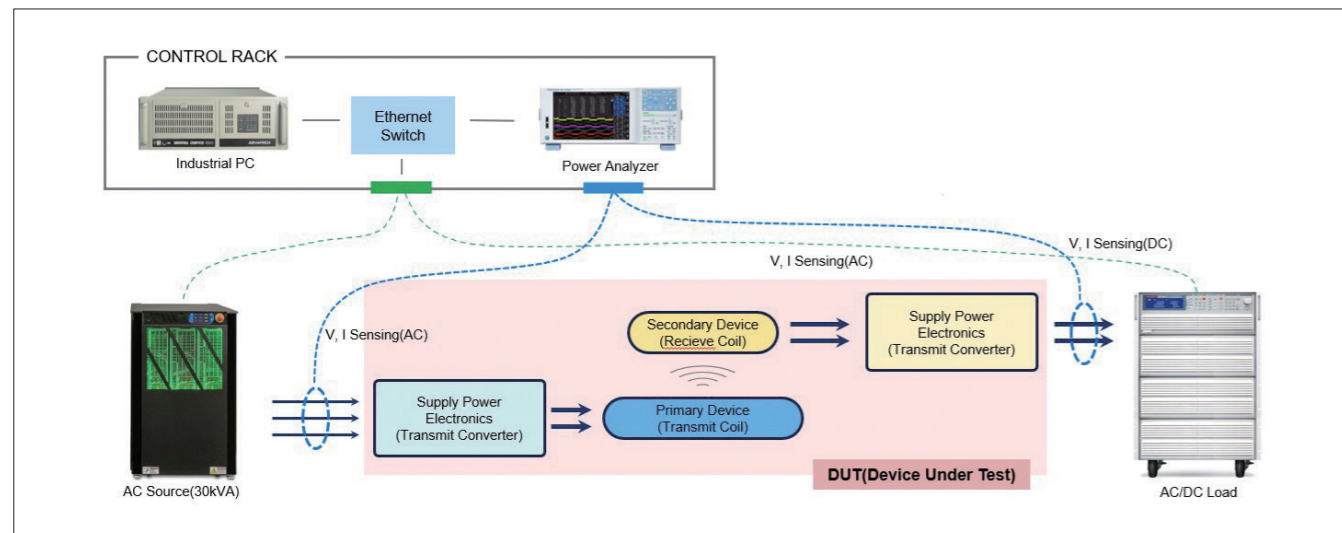 CONTROL RACK
Ethernet
Switch
Industrial PC
Power Analyzer
V, I Sensing(DC)
V, I Sensing(AC)
V, I Sensing(AC)
Secondary Device
(Recieve Coil)
Supply Power
Electronics
(Transmit Converter)
Supply Power
Electronics
(Transmit Converter)
Primary Device
(Transmit Coil)
DUT(Device Under Test)
AC Source(30kVA)
AC/DC Load